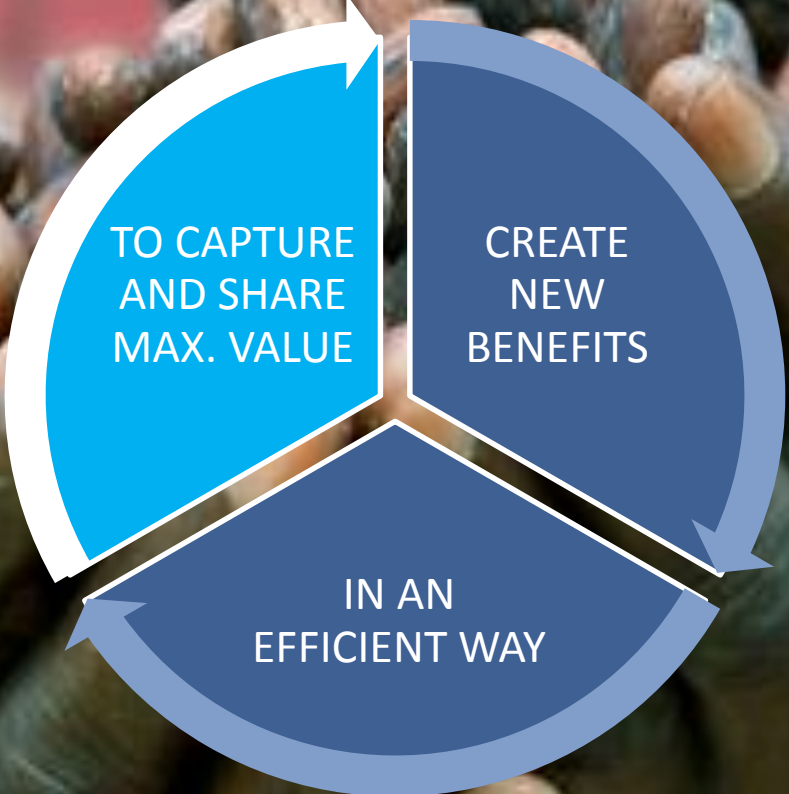 CREATE
NEW
BENEFITS
IN AN
EFFICIENT WAY
TO CAPTURE
AND SHARE
MAX. VALUE